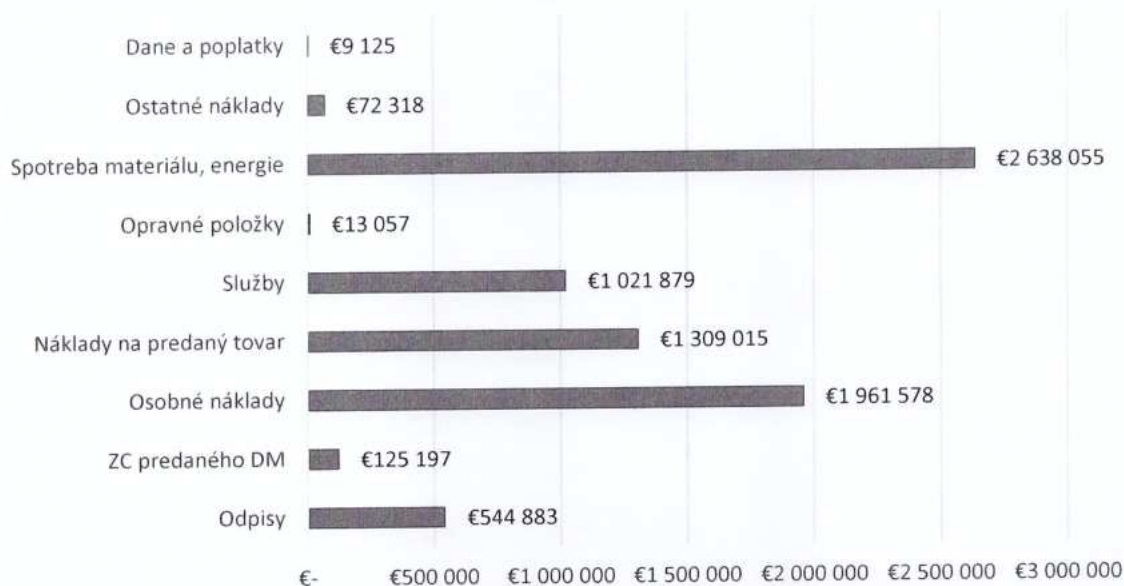 Dane a poplatky €9 125
Ostatné náklady €72 318
Spotreba materiálu, energie €2 638 055
Opravné položky €13 057
Služby €1 021 879
Náklady na predaný tovar €1 309 015
Osobné náklady €1 961 578
ZC predaného DM €125 197
Odpisy €544 883
€- €500 000 €1 000 000 €1 500 000 €2 000 000 €2 500 000 €3 000 000